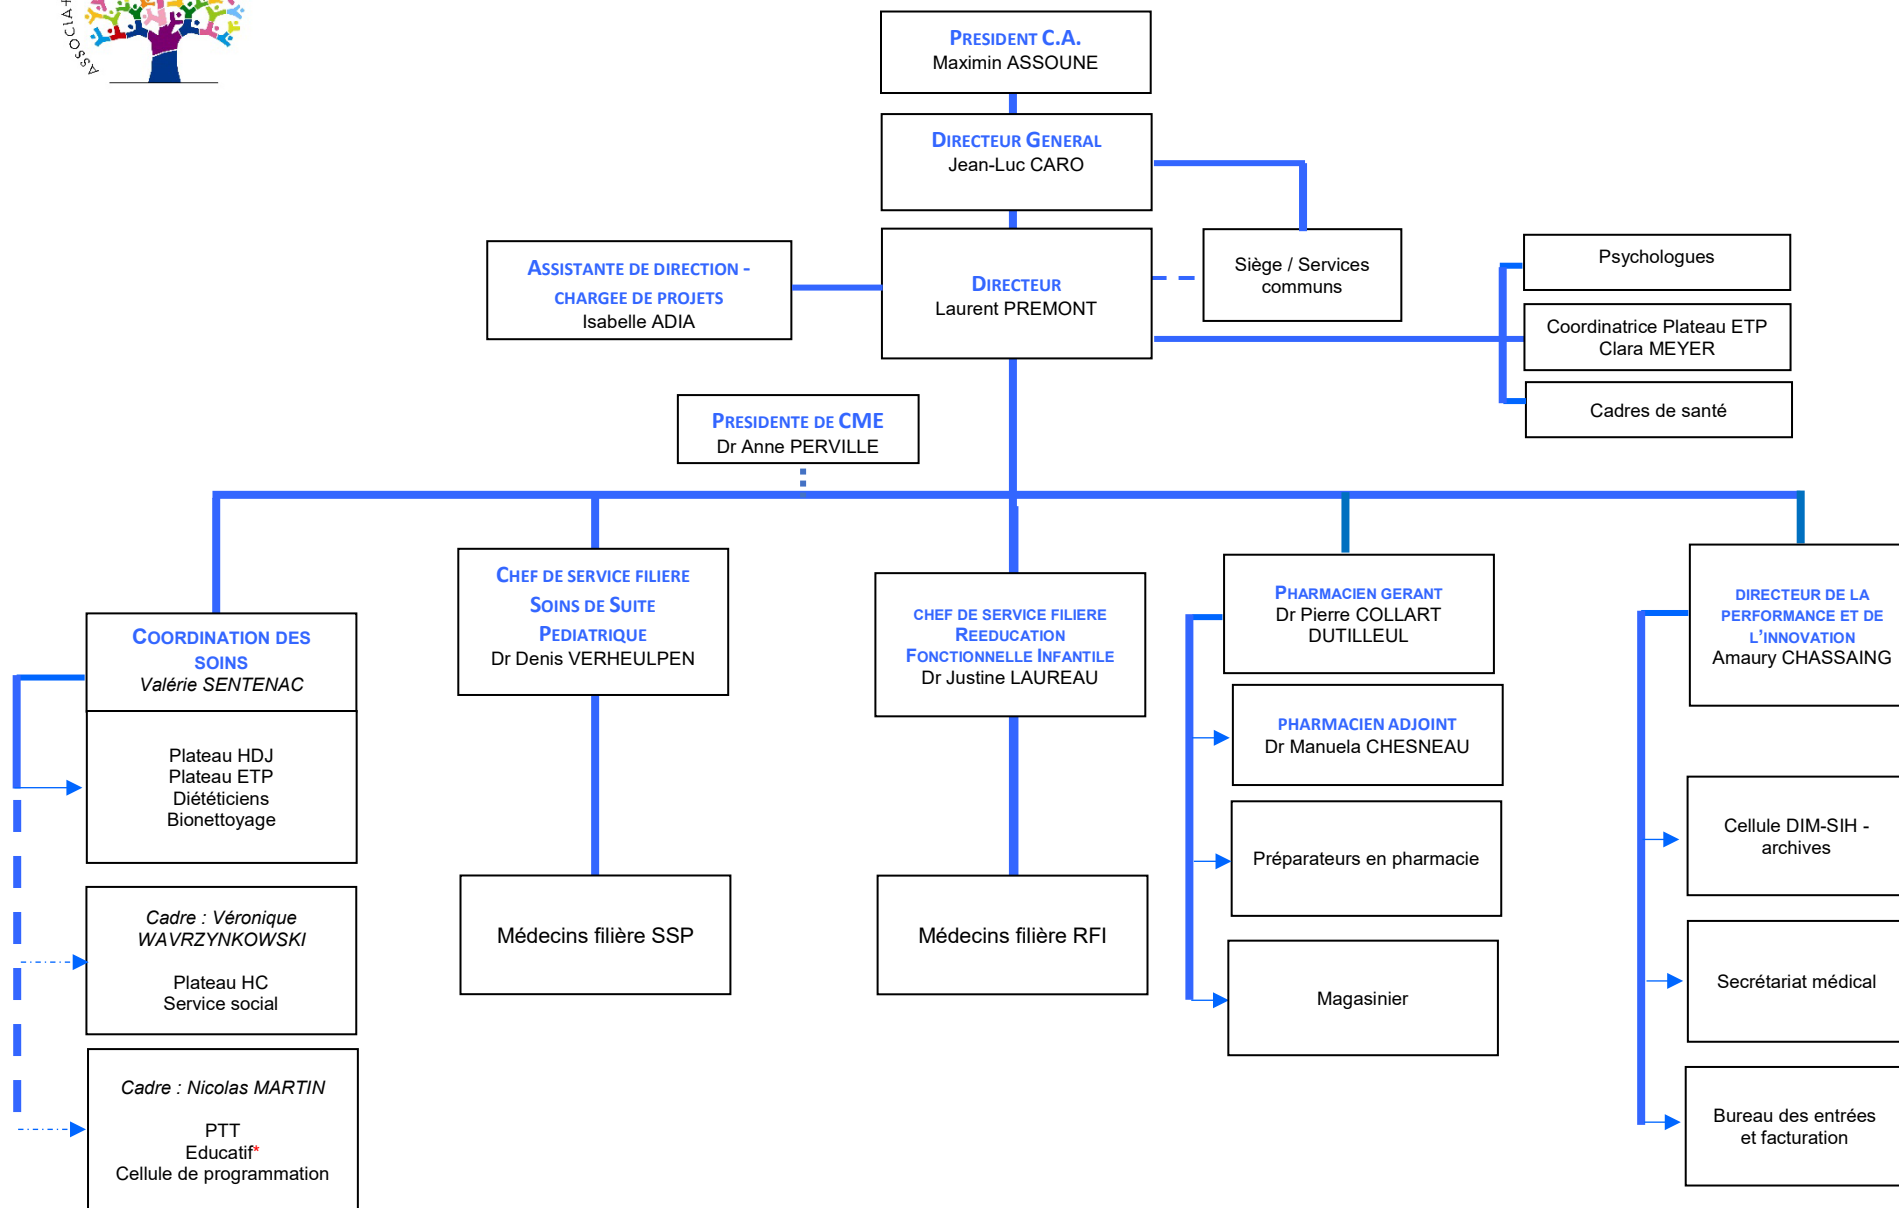 ASSOCIA
PRESIDENT C.A.
Maximin ASSOUNE
DIRECTEUR GENERAL
Jean-Luc CARO
ASSISTANTE DE DIRECTION -
CHARGEE DE PROJETS
Isabelle ADIA
DIRECTEUR
Laurent PREMONT
Siège / Services
communs
Psychologues
Coordinatrice Plateau ETP
Clara MEYER
Cadres de santé
PRESIDENTE DE CME
Dr Anne PERVILLE
COORDINATION DES
SOINS
Valérie SENTENAC
Plateau HDJ
Plateau ETP
Diététiciens
Bionettoyage
Cadre : Véronique
WAVRZYNKOWSKI
Plateau HC
Service social
Cadre : Nicolas MARTIN
PTT
Educatif*
Cellule de programmation
CHEF DE SERVICE FILIERE
SOINS DE SUITE
PEDIATRIQUE
Dr Denis VERHEULPEN
Médecins filière SSP
CHEF DE SERVICE FILIERE
REEDUCATION
FONCTIONNELLE INFANTILE
Dr Justine LAUREAU
Médecins filière RFI
PHARMACIEN GERANT
Dr Pierre COLLART
DUTILLEUL
PHARMACIEN ADJOINT
Dr Manuela CHESNEAU
Préparateurs en pharmacie
Magasinier
DIRECTEUR DE LA
PERFORMANCE ET DE
L'INNOVATION
Amaury CHASSAING
Cellule DIM-SIH -
archives
Secrétariat médical
Bureau des entrées
et facturation